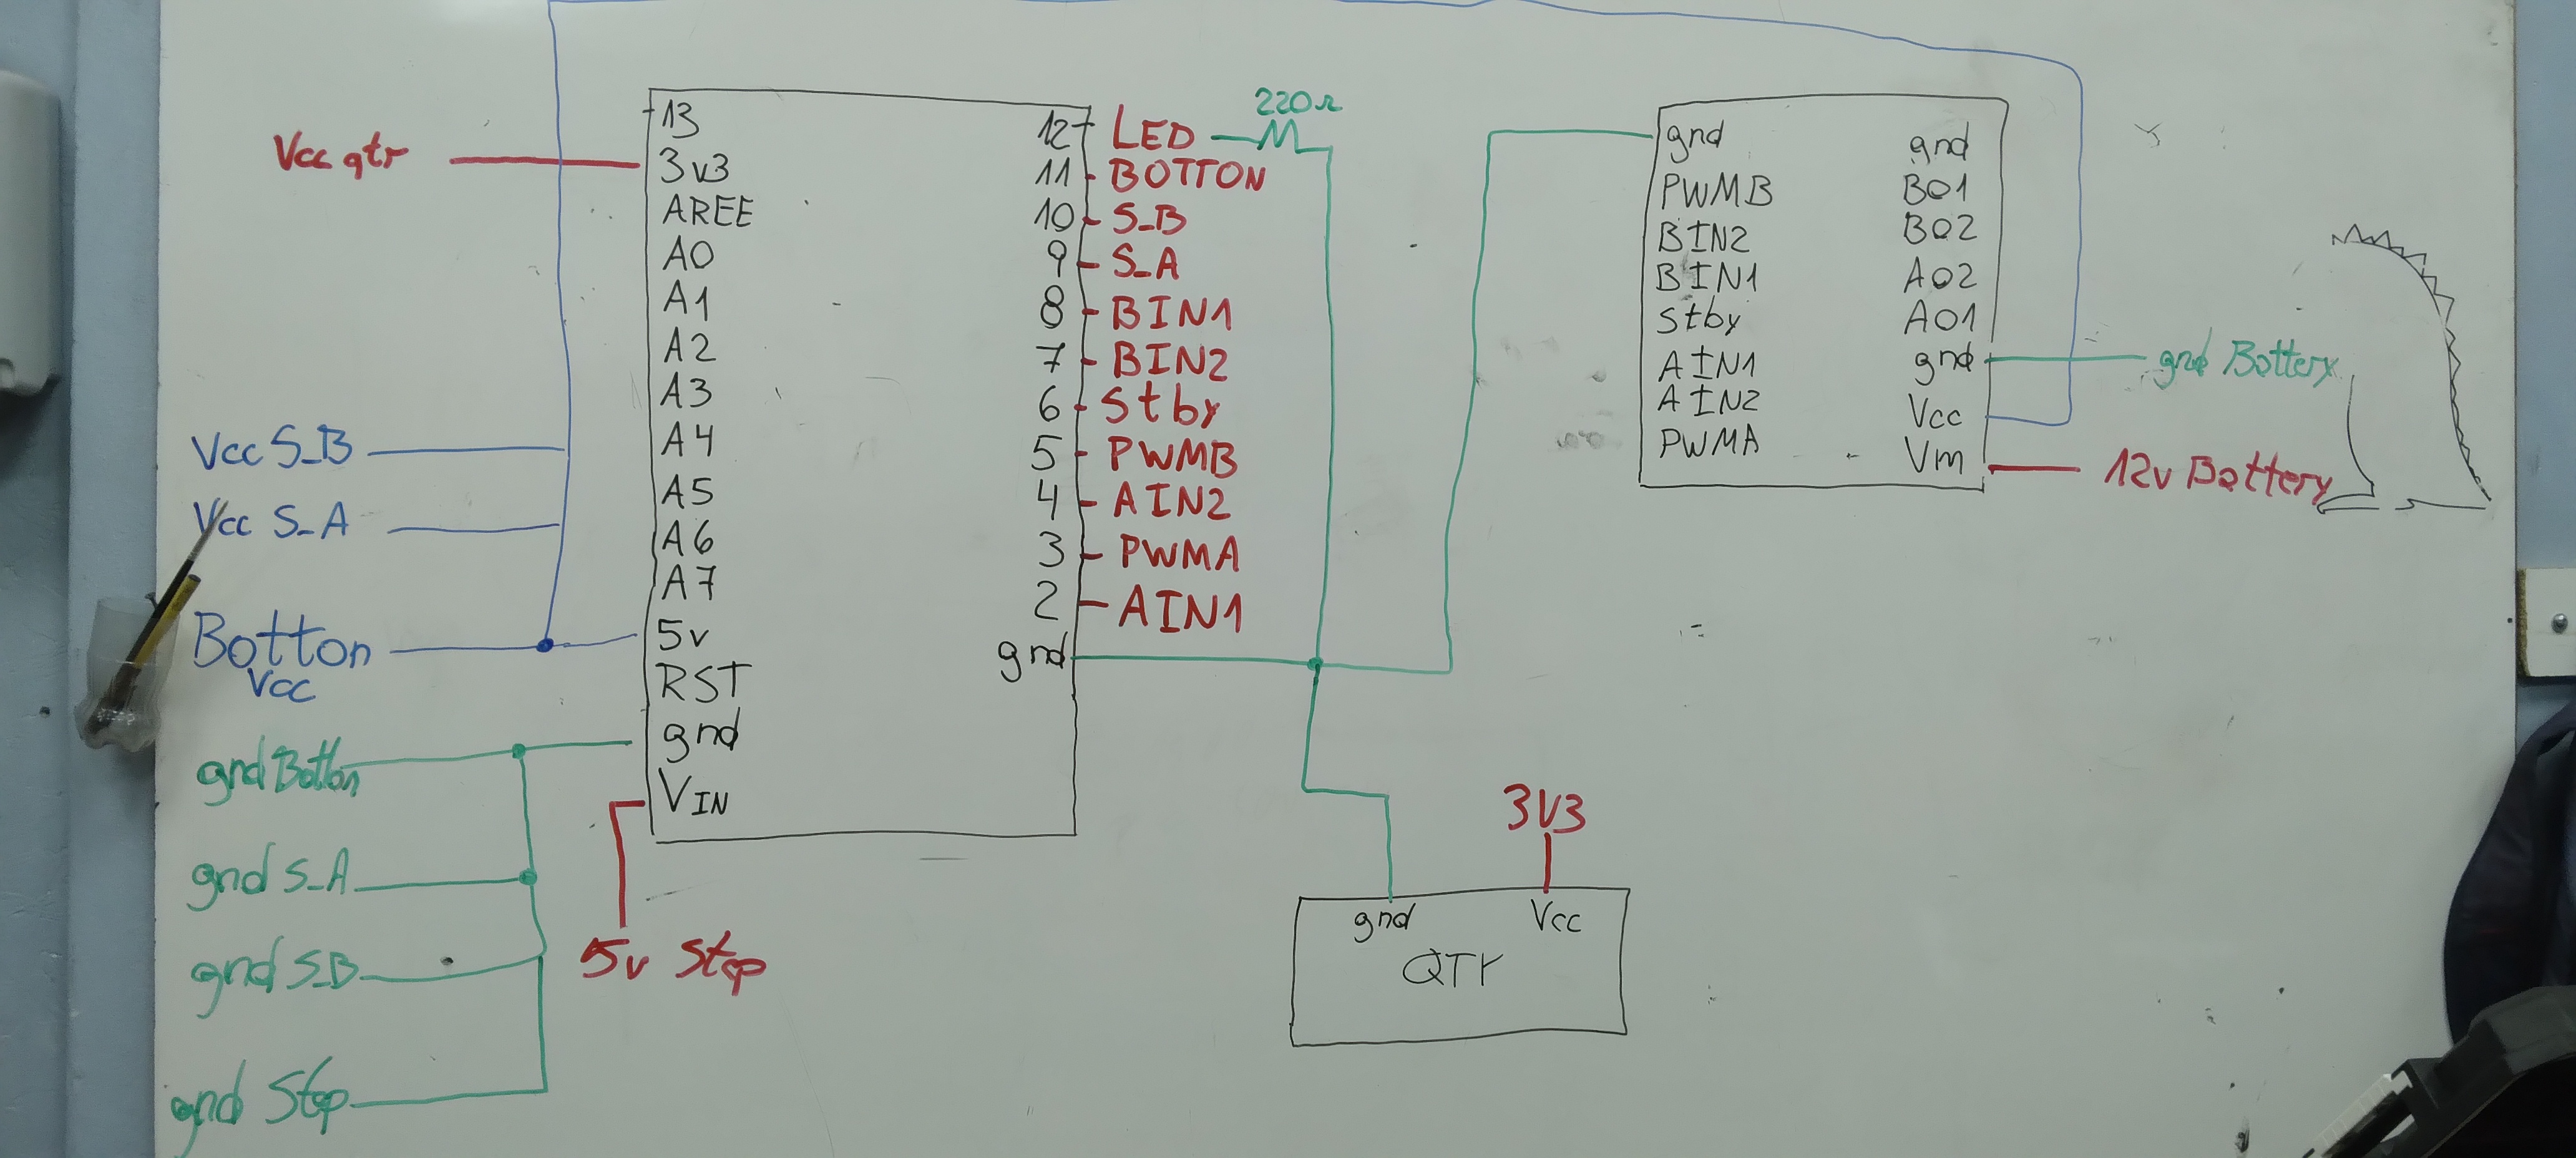 Vcc qtr
Vcc S_B
Vcc S_A
Botton
Vcc
gnd Botton
gnd S_A
gnd S_B
gnd Step
13
3v3
AREE
A0
A1
A2
A3
A4
A5
A6
A7
5v
RST
gnd
VIN
5v Step
12 LED
220Ω
11 BOTTON
10 S_B
9 S_A
8 BIN1
7 BIN2
6 Stby
5 PWMB
4 AIN2
3 PWMA
2 AIN1
gnd
gnd
PWMB
BIN2
BIN1
Stby
AIN1
AIN2
PWMA
gnd
B01
B02
A02
A01
gnd
Vcc
Vm
gnd Battery
12v Battery
3V3
gnd Vcc
QTr